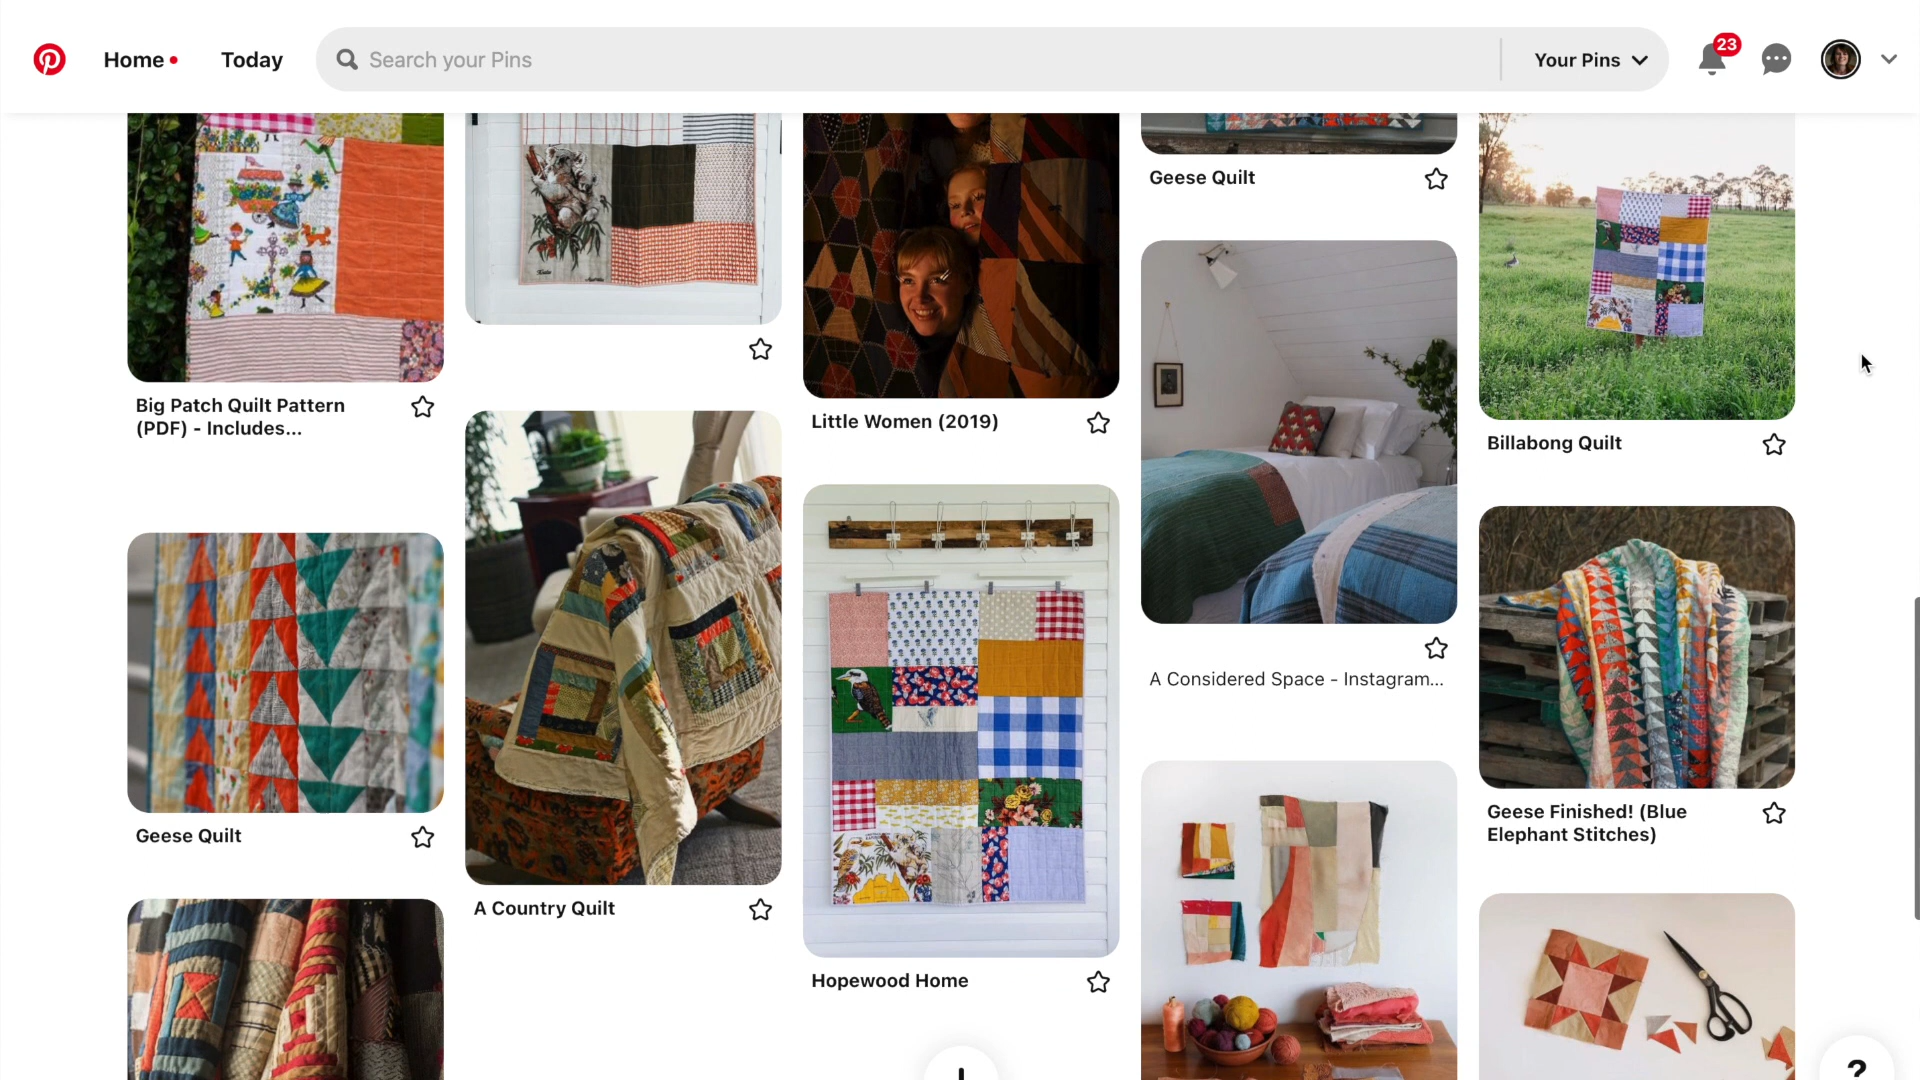 Home
Today
Search your Pins
Your Pins
23
Geese Quilt
Big Patch Quilt Pattern
(PDF) - Includes...
Little Women (2019)
Billabong Quilt
A Considered Space - Instagram...
Geese Finished! (Blue
Elephant Stitches)
Geese Quilt
A Country Quilt
Hopewood Home
?